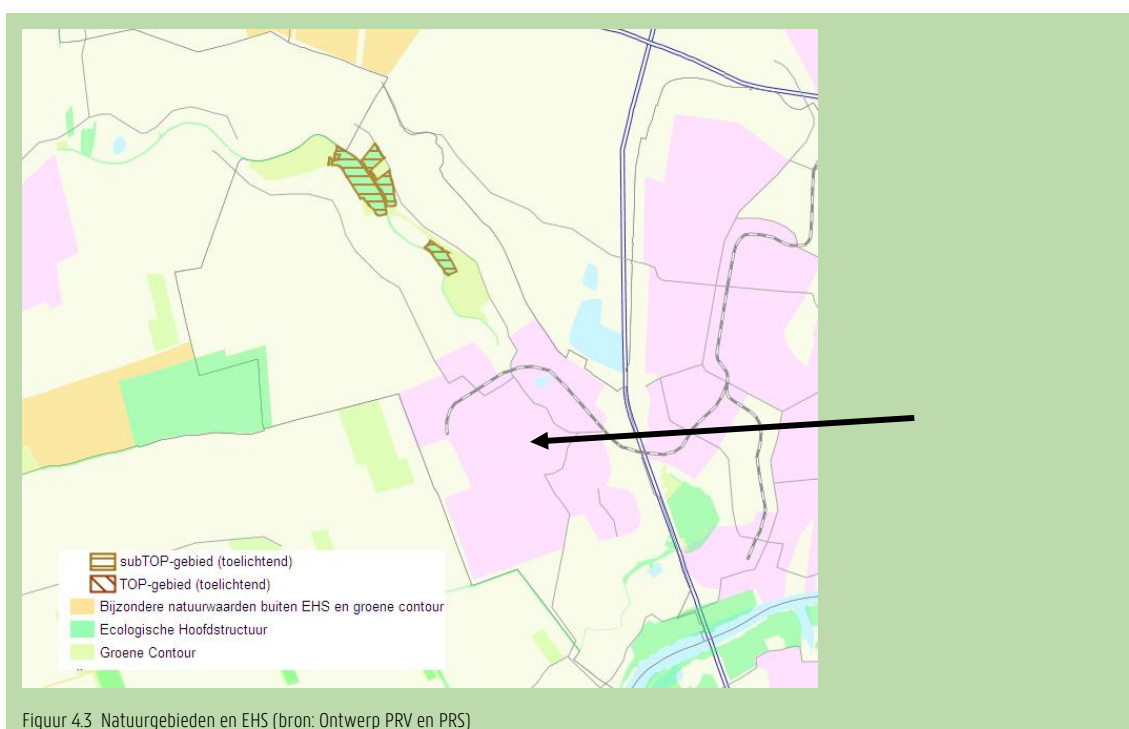 subTOP-gebied (toelichtend)
TOP-gebied (toelichtend)
Bijzondere natuurwaarden buiten EHS en groene contour
Ecologische Hoofdstructuur
Groene Contour
Figuur 4.3 Natuurgebieden en EHS (bron: Ontwerp PRV en PRS)